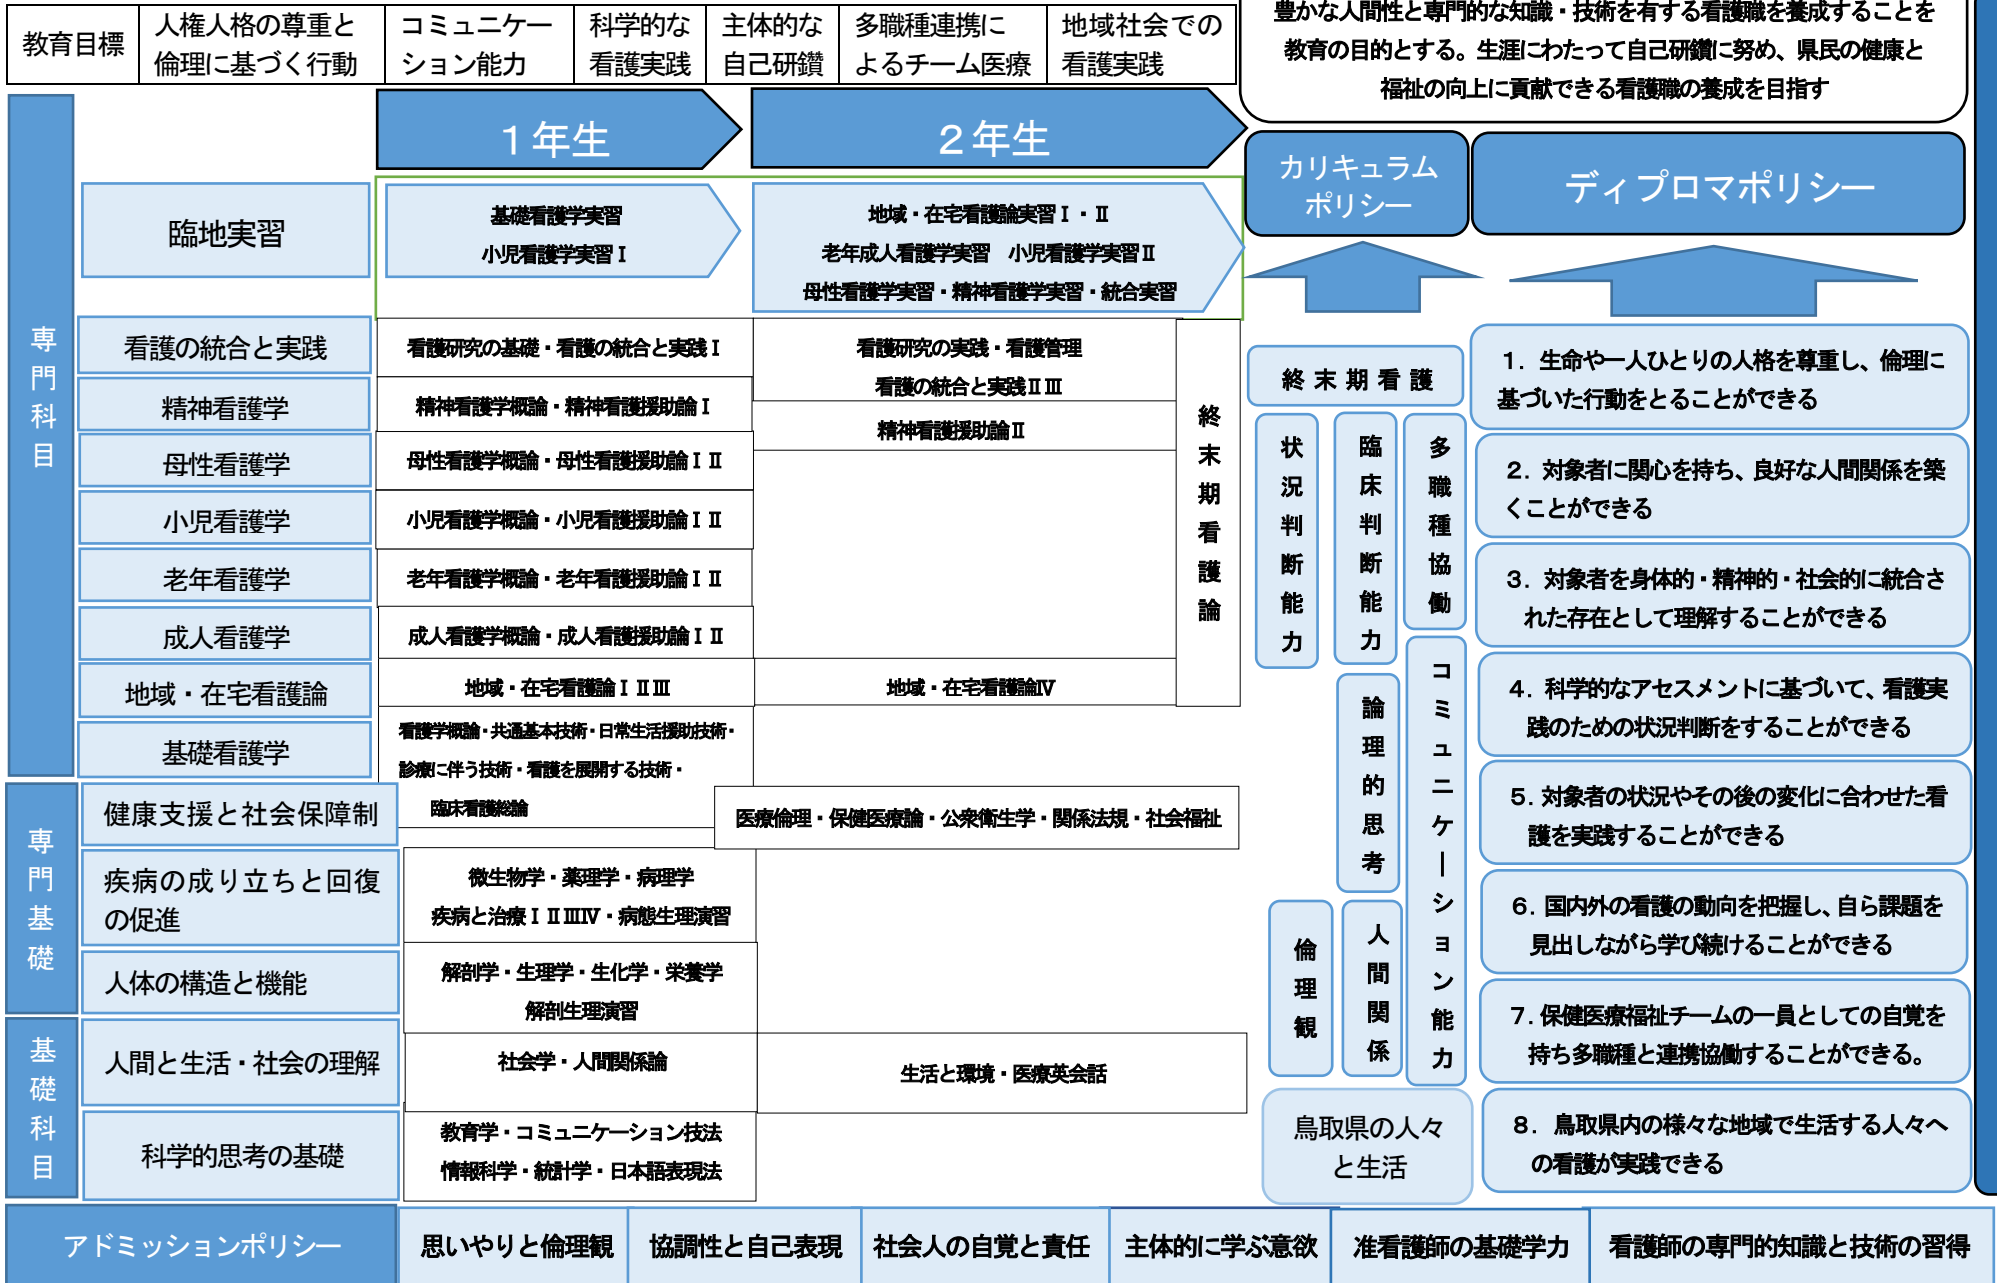 教育目標
人権人格の尊重と
倫理に基づく行動
コミュニケー
ション能力
科学的な
看護実践
主体的な
自己研鑽
多職種連携に
よるチーム医療
地域社会での
看護実践
豊かな人間性と専門的な知識・技術を有する看護職を養成することを
教育の目的とする。生涯にわたって自己研鑽に努め、県民の健康と
福祉の向上に貢献できる看護職の養成を目指す
1年生
2年生
カリキュラム
ポリシー
ディプロマポリシー
専門科目
臨地実習
基礎看護学実習
小児看護学実習Ⅰ
地域・在宅看護論実習Ⅰ・Ⅱ
老年成人看護学実習　小児看護学実習Ⅱ
母性看護学実習・精神看護学実習・統合実習
看護の統合と実践
看護研究の基礎・看護の統合と実践Ⅰ
看護研究の実践・看護管理
看護の統合と実践ⅡⅢ
精神看護学
精神看護学概論・精神看護援助論Ⅰ
精神看護援助論Ⅱ
母性看護学
母性看護学概論・母性看護援助論ⅠⅡ
小児看護学
小児看護学概論・小児看護援助論ⅠⅡ
老年看護学
老年看護学概論・老年看護援助論ⅠⅡ
成人看護学
成人看護学概論・成人看護援助論ⅠⅡ
地域・在宅看護論
地域・在宅看護論ⅠⅡⅢ
地域・在宅看護論Ⅳ
終末期看護論
基礎看護学
看護学概論・共通基本技術・日常生活援助技術・
診療に伴う技術・看護を展開する技術・
臨床看護総論
専門基礎
健康支援と社会保障制
医療倫理・保健医療論・公衆衛生学・関係法規・社会福祉
疾病の成り立ちと回復
の促進
微生物学・薬理学・病理学
疾病と治療ⅠⅡⅢⅣ・病態生理演習
人体の構造と機能
解剖学・生理学・生化学・栄養学
解剖生理演習
基礎科目
人間と生活・社会の理解
社会学・人間関係論
生活と環境・医療英会話
科学的思考の基礎
教育学・コミュニケーション技法
情報科学・統計学・日本語表現法
終末期看護
状況判断能力
臨床判断能力
多職種協働
論理的思考
コミュニケーション能力
倫理観
人間関係
鳥取県の人々
と生活
1. 生命や一人ひとりの人格を尊重し、倫理に
基づいた行動をとることができる
2. 対象者に関心を持ち、良好な人間関係を築
くことができる
3. 対象者を身体的・精神的・社会的に統合さ
れた存在として理解することができる
4. 科学的なアセスメントに基づいて、看護実
践のための状況判断をすることができる
5. 対象者の状況やその後の変化に合わせた看
護を実践することができる
6. 国内外の看護の動向を把握し、自ら課題を
見出しながら学び続けることができる
7. 保健医療福祉チームの一員としての自覚を
持ち多職種と連携協働することができる。
8. 鳥取県内の様々な地域で生活する人々へ
の看護が実践できる
アドミッションポリシー
思いやりと倫理観
協調性と自己表現
社会人の自覚と責任
主体的に学ぶ意欲
准看護師の基礎学力
看護師の専門的知識と技術の習得